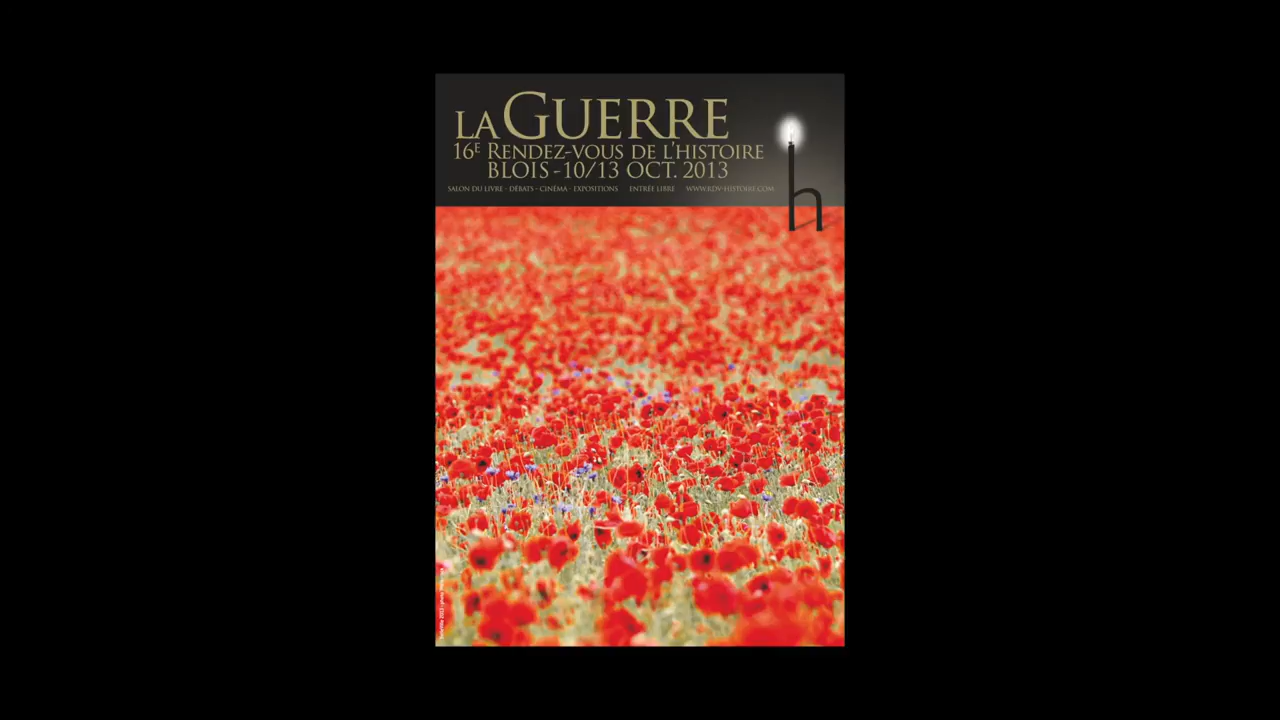 LA GUERRE
16E RENDEZ-VOUS DE L'HISTOIRE
BLOIS - 10/13 OCT. 2013
SALON DU LIVRE - DÉBATS - CINÉMA - EXPOSITIONS ENTRÉE LIBRE WWW.RDV-HISTOIRE.COM
h